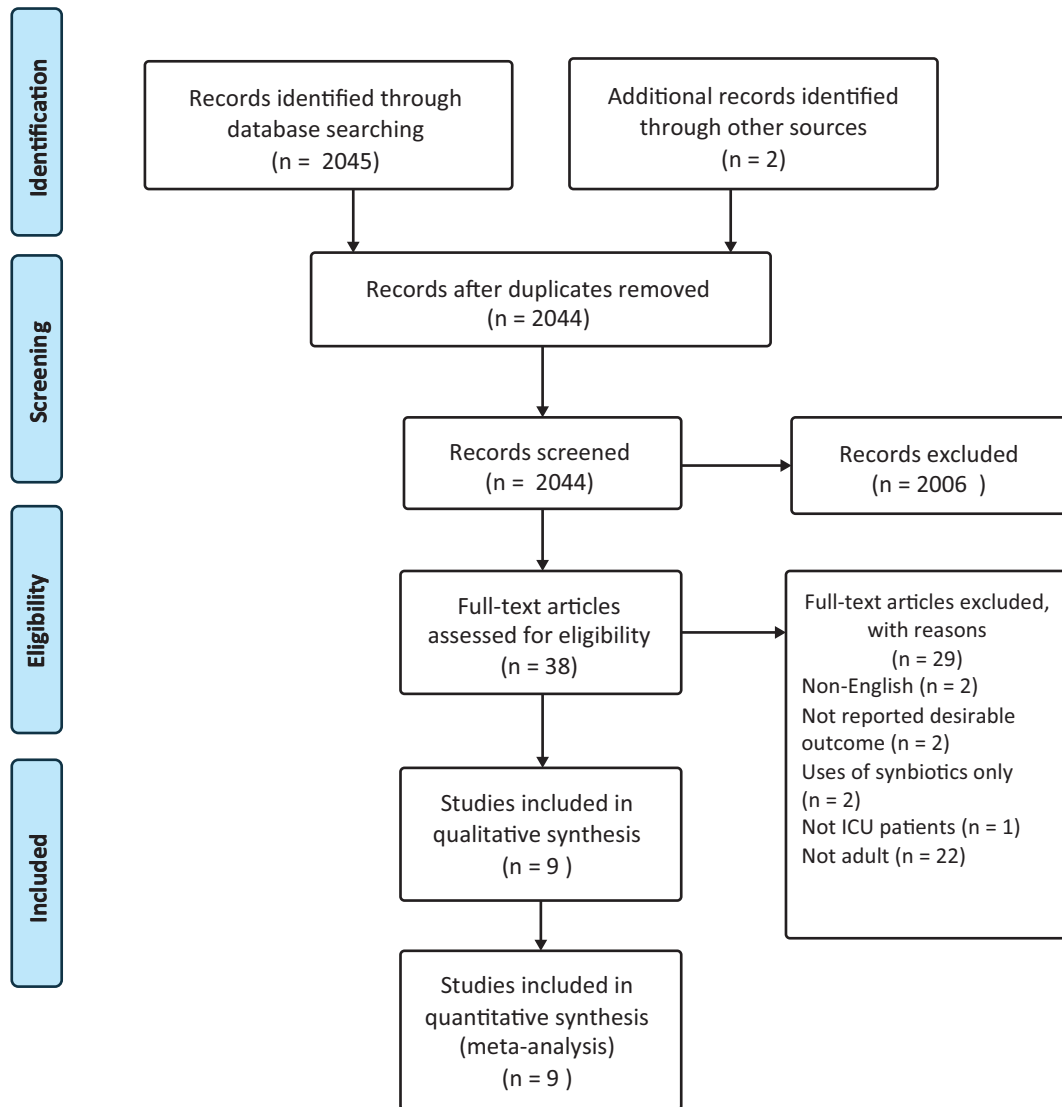 Identification
Records identified through
database searching
(n = 2045)
Additional records identified
through other sources
(n = 2)
Screening
Records after duplicates removed
(n = 2044)
Records screened
(n = 2044)
Records excluded
(n = 2006 )
Eligibility
Full-text articles
assessed for eligibility
(n = 38)
Full-text articles excluded,
with reasons
(n = 29)
Non-English (n = 2)
Not reported desirable
outcome (n = 2)
Uses of synbiotics only
(n = 2)
Not ICU patients (n = 1)
Not adult (n = 22)
Included
Studies included in
qualitative synthesis
(n = 9 )
Studies included in
quantitative synthesis
(meta-analysis)
(n = 9 )